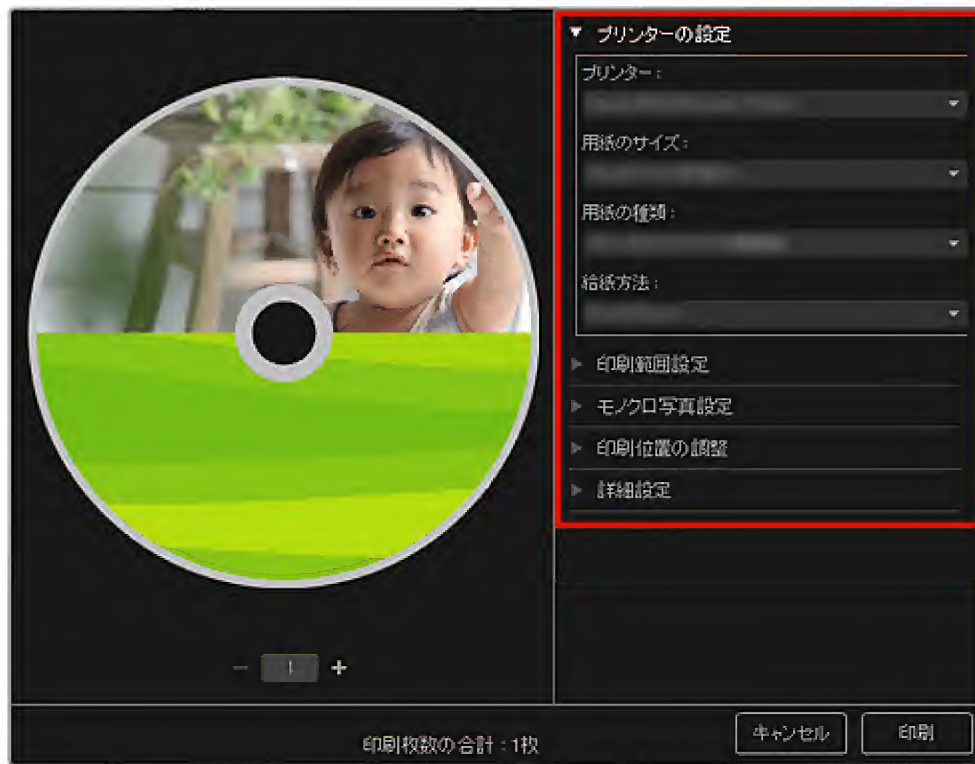 プリンターの設定
プリンター：
用紙のサイズ：
用紙の種類：
給紙方法：
印刷範囲設定
モノクロ写真設定
印刷位置の調整
詳細設定
1
印刷枚数の合計：1枚
キャンセル
印刷